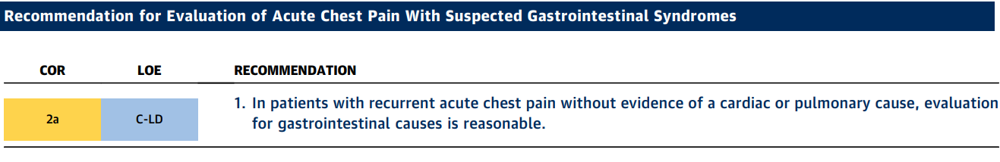 Recommendation for Evaluation of Acute Chest Pain With Suspected Gastrointestinal Syndromes
COR LOE RECOMMENDATION
2a C-LD 1. In patients with recurrent acute chest pain without evidence of a cardiac or pulmonary cause, evaluation
for gastrointestinal causes is reasonable.